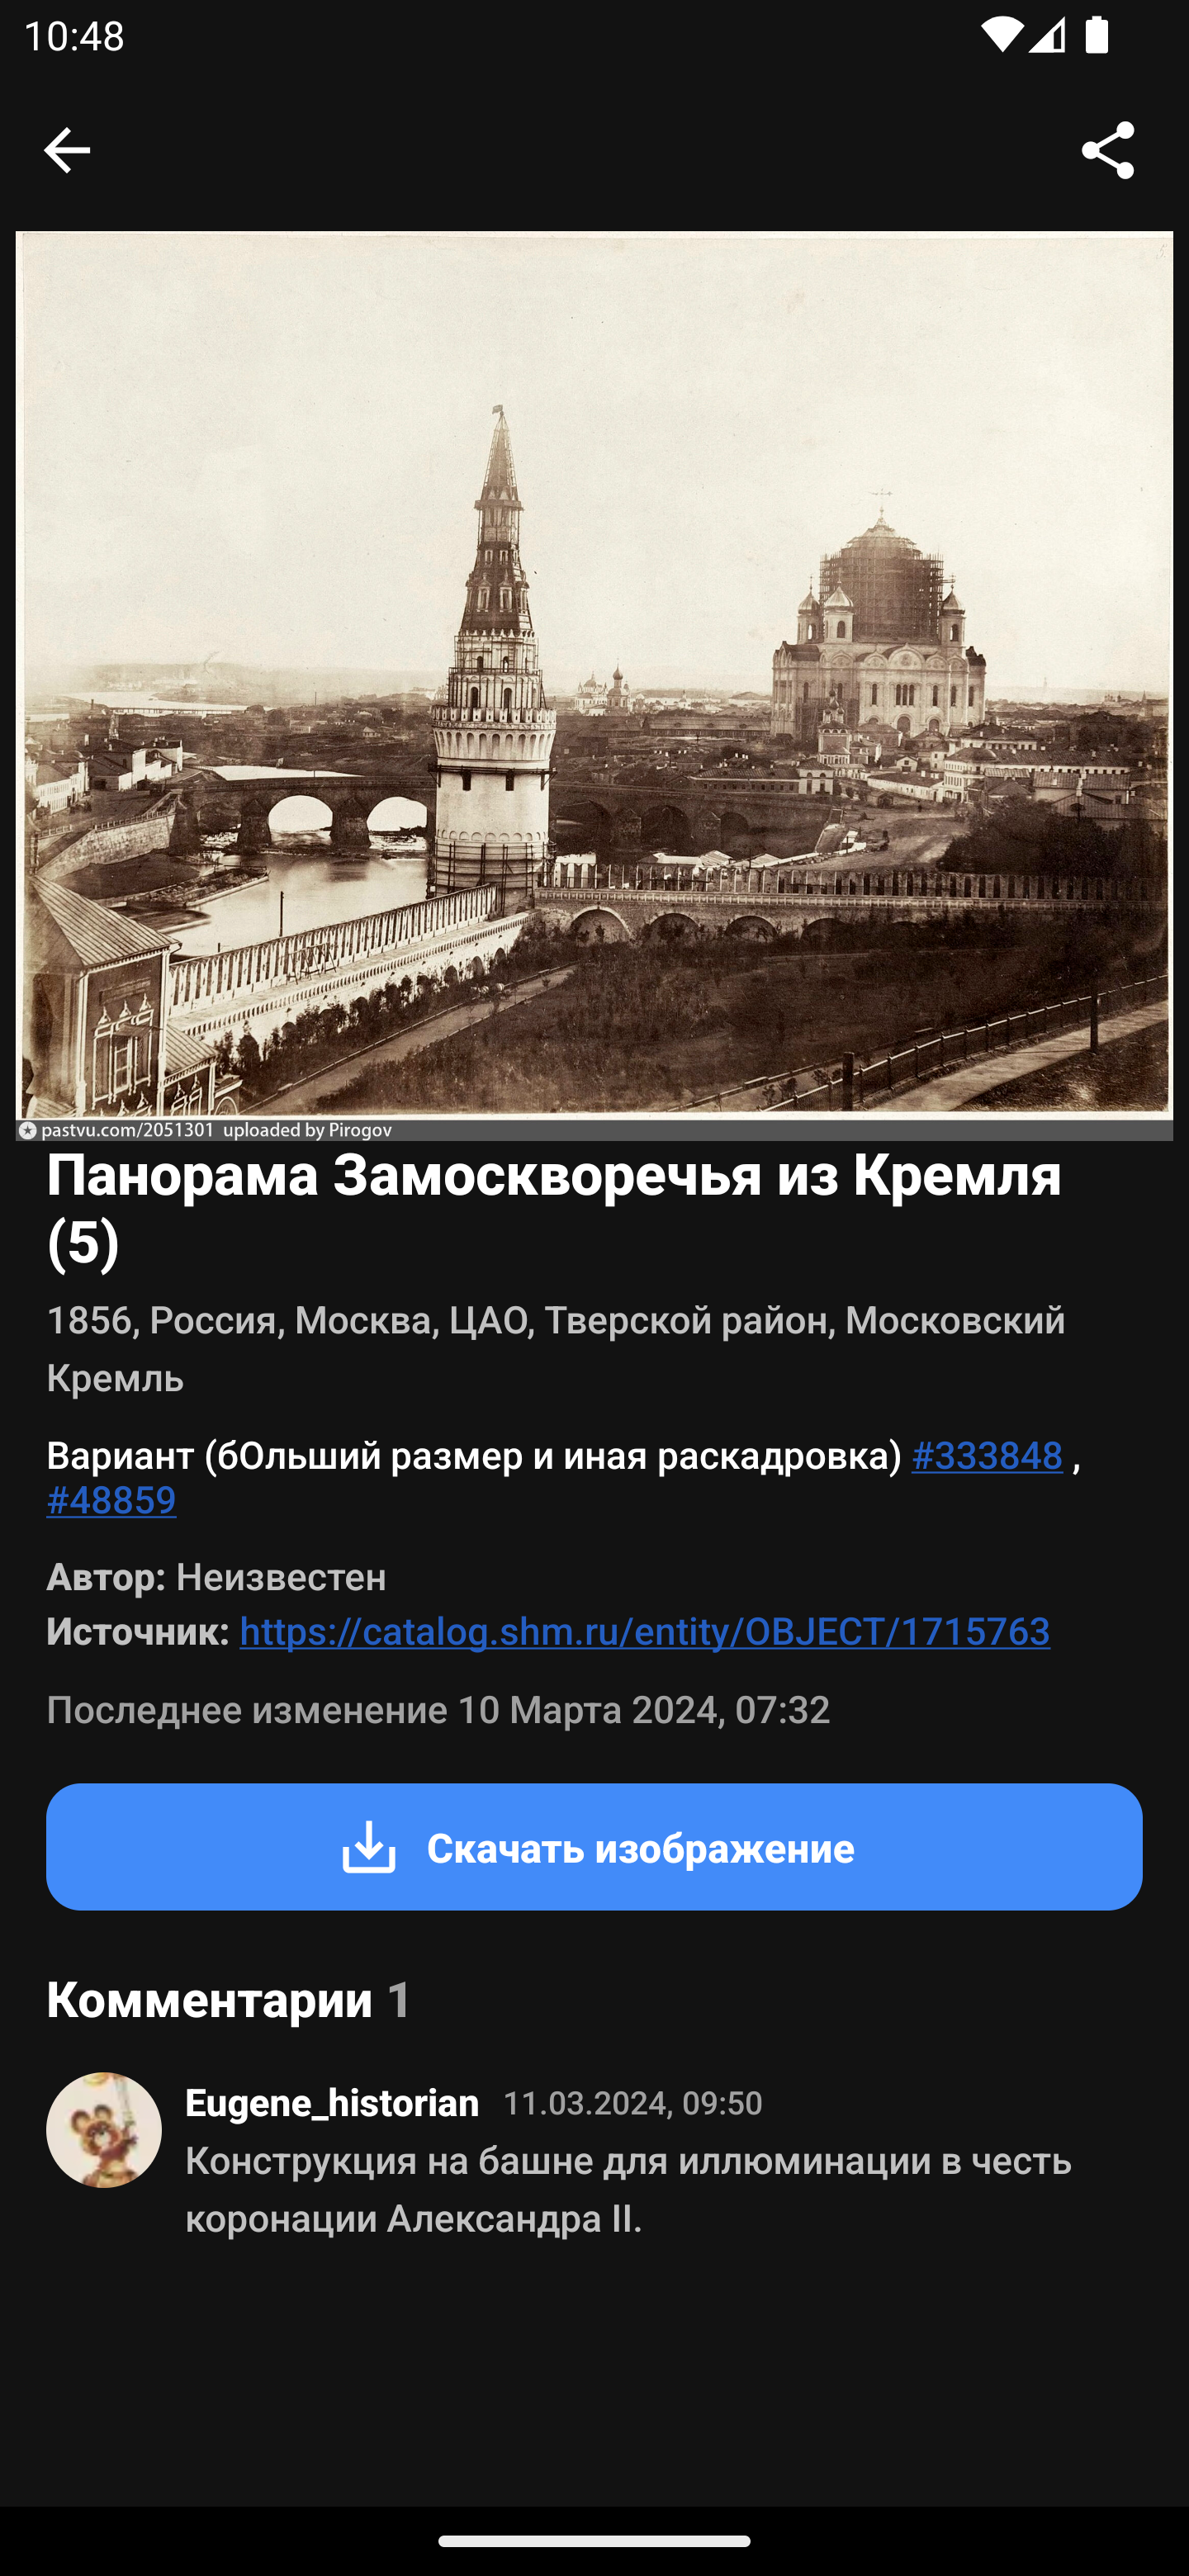 10:48
pastvu.com/2051301 uploaded by Pirogov
Панорама Замоскворечья из Кремля
(5)
1856, Россия, Москва, ЦАО, Тверской район, Московский
Кремль
Вариант (бОльший размер и иная раскадровка) #333848 ,
#48859
Автор: Неизвестен
Источник: https://catalog.shm.ru/entity/OBJECT/1715763
Последнее изменение 10 Марта 2024, 07:32
Скачать изображение
Комментарии 1
Eugene_historian 11.03.2024, 09:50
Конструкция на башне для иллюминации в честь
коронации Александра II.